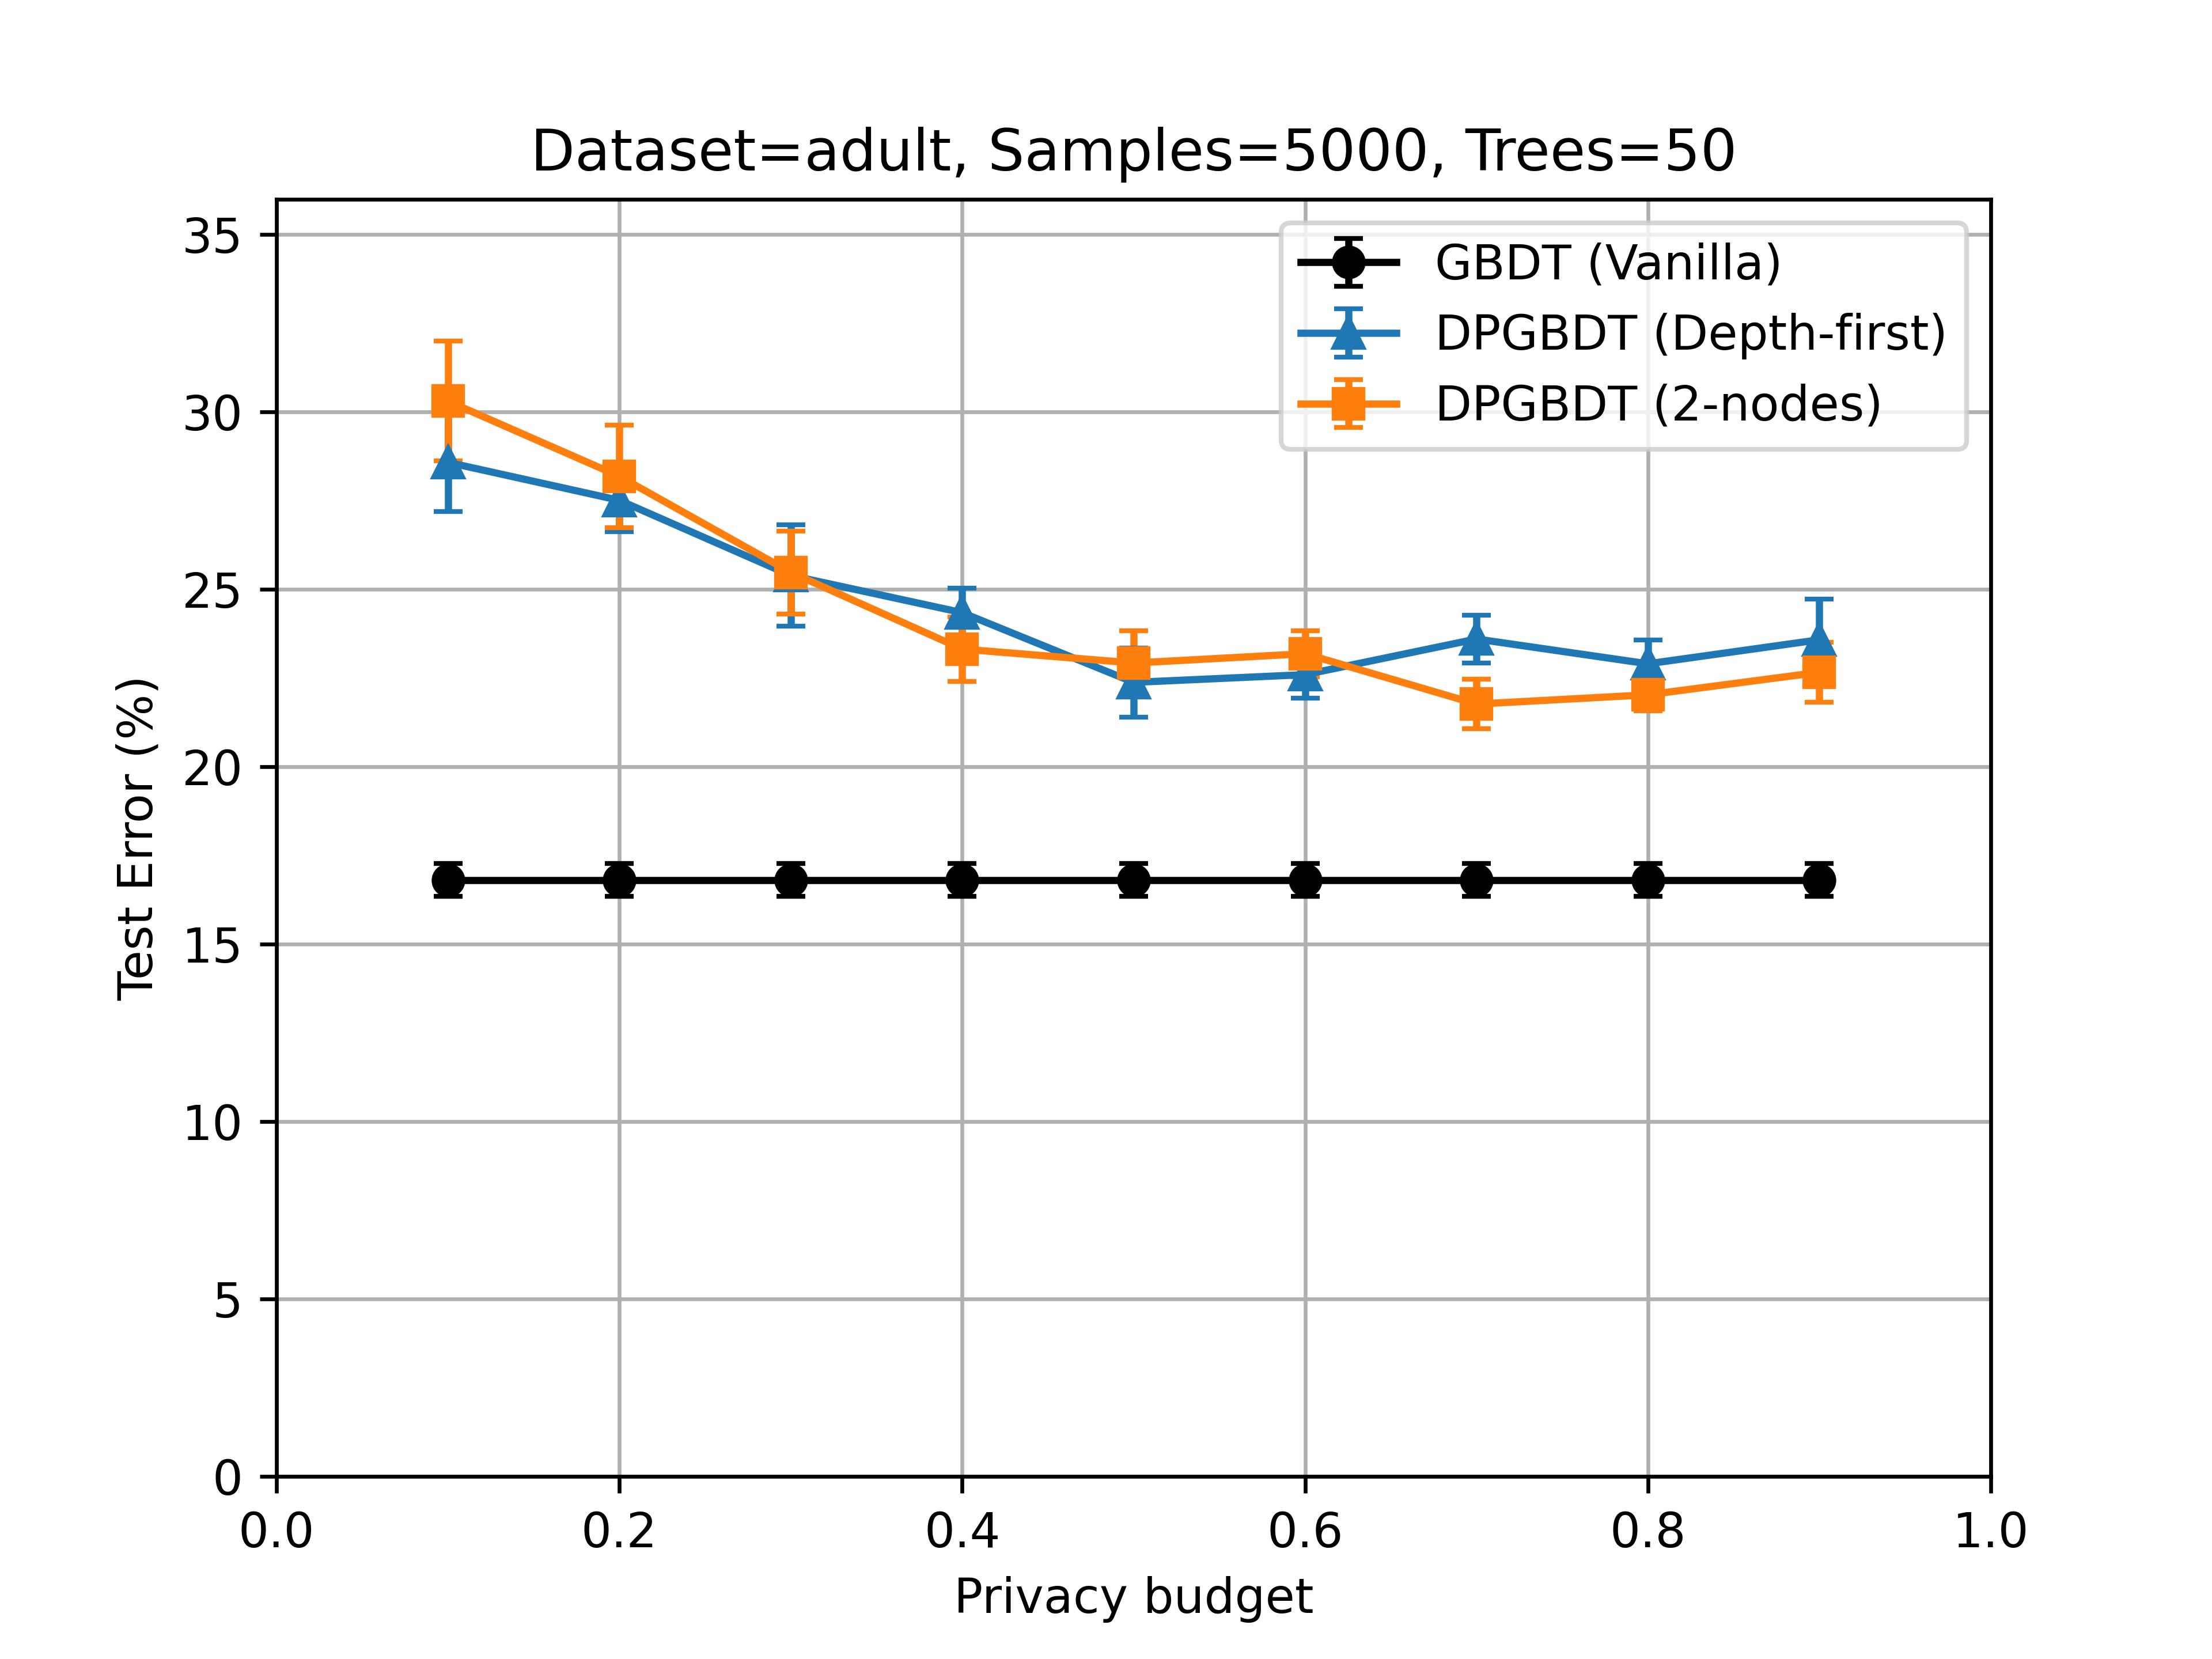 Dataset=adult, Samples=5000, Trees=50
GBDT (Vanilla)
DPGBDT (Depth-first)
DPGBDT (2-nodes)
Test Error (%)
35
30
25
20
15
10
5
0
0.0 0.2 0.4 0.6 0.8 1.0
Privacy budget